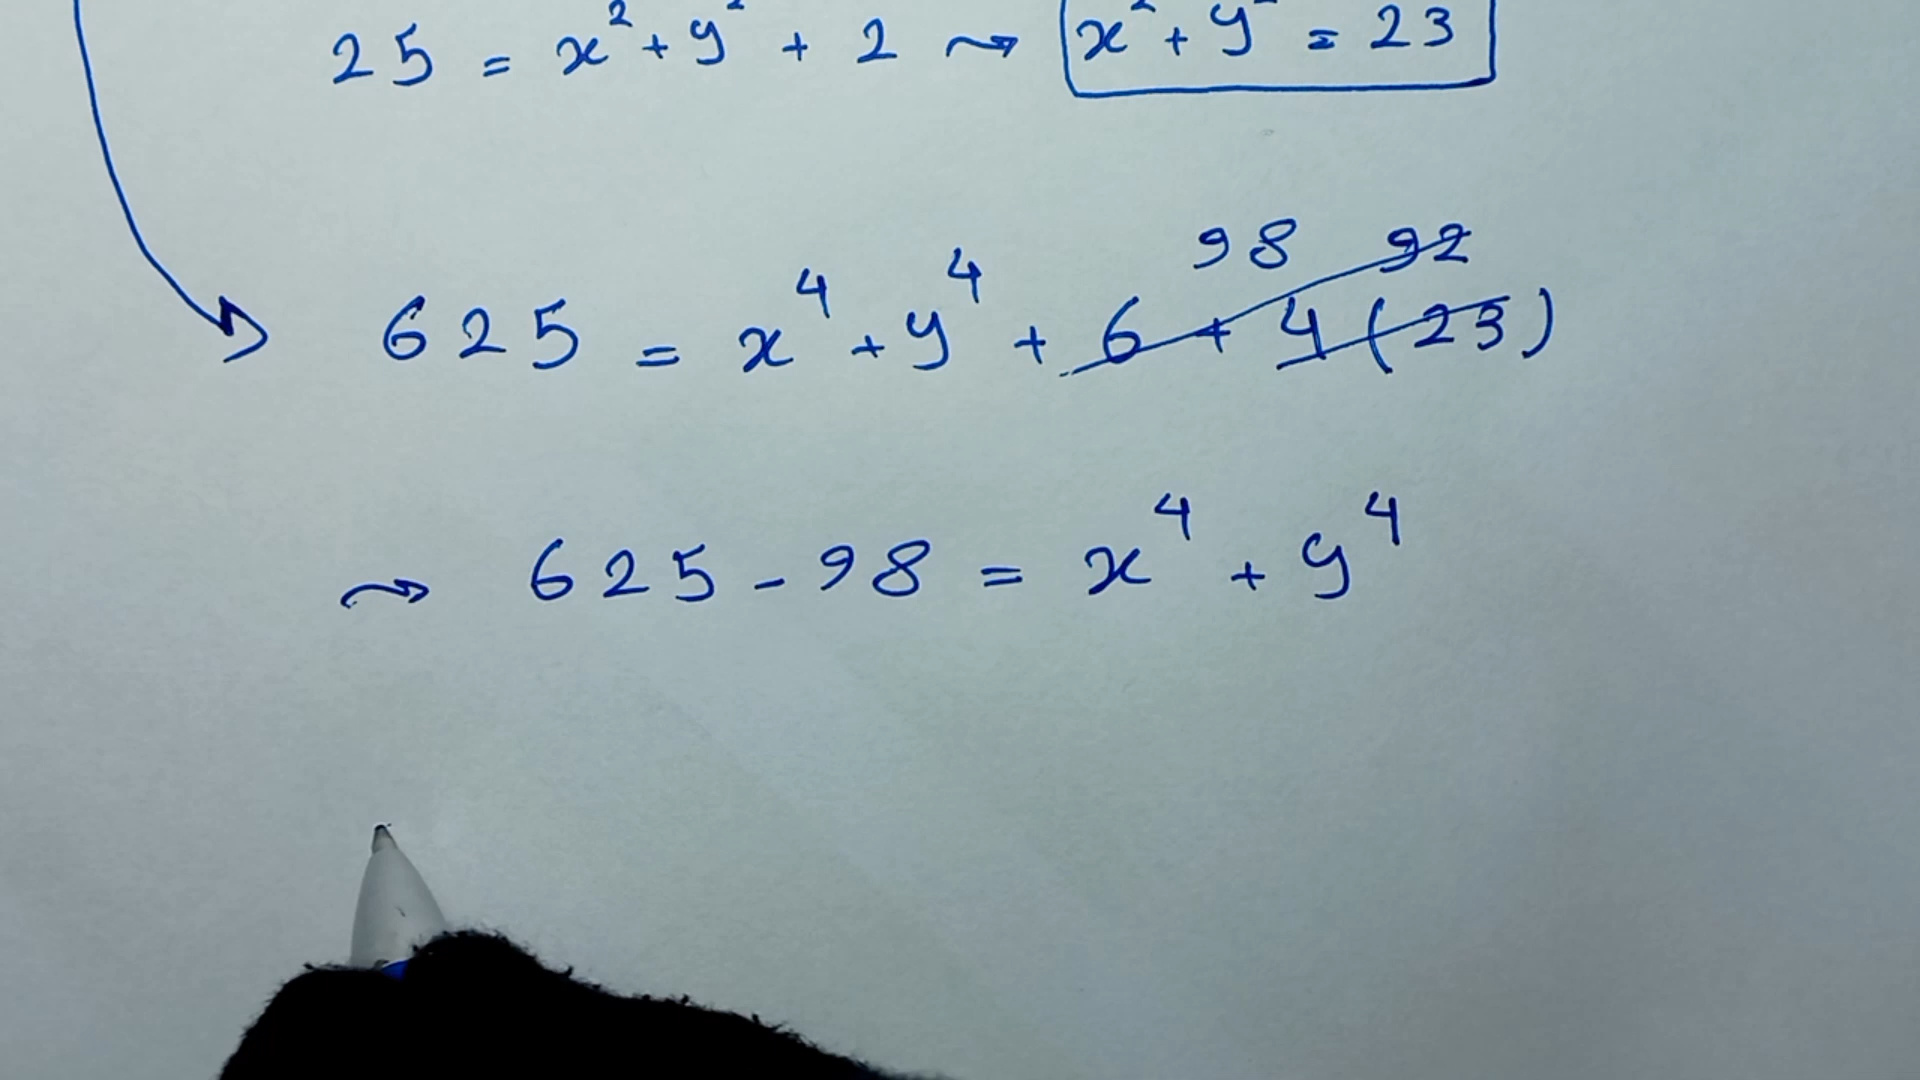 25 = x² + y² + 2 ⇝ x² + y² = 23
98 92
625 = x⁴ + y⁴ + 6 + 4(23)
⇝ 625 - 98 = x⁴ + y⁴